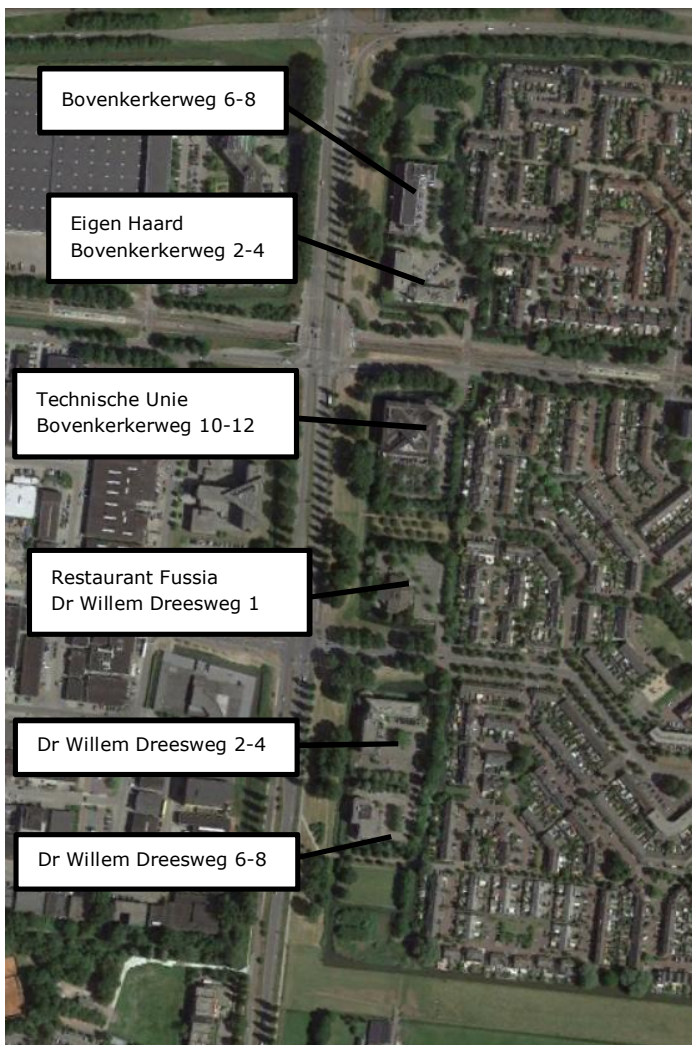 Bovenkerkerweg 6-8
Eigen Haard
Bovenkerkerweg 2-4
Technische Unie
Bovenkerkerweg 10-12
Restaurant Fussia
Dr Willem Dreesweg 1
Dr Willem Dreesweg 2-4
Dr Willem Dreesweg 6-8